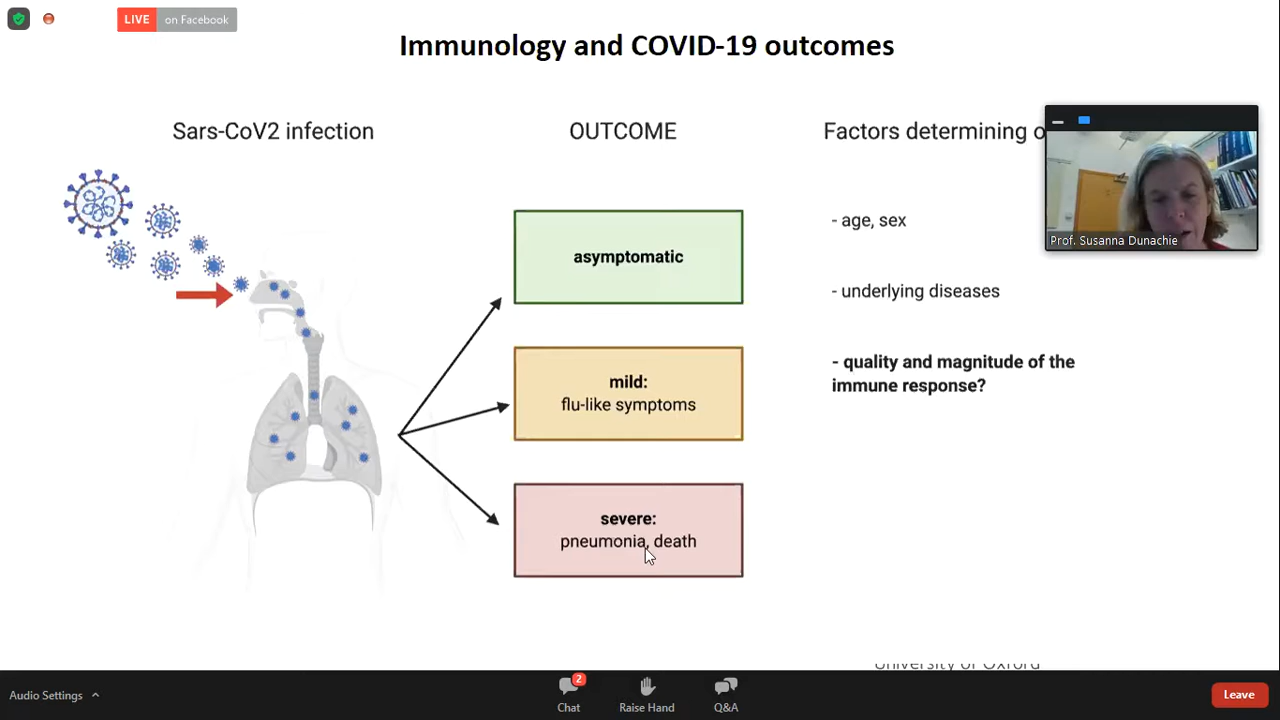 LIVE on Facebook
Immunology and COVID-19 outcomes
Sars-CoV2 infection
OUTCOME
Factors determining
asymptomatic
mild:
flu-like symptoms
severe:
pneumonia, death
- age, sex
- underlying diseases
- quality and magnitude of the
immune response?
Prof. Susanna Dunachie
University of Oxford
Audio Settings
2
Chat
Raise Hand
Q&A
Leave